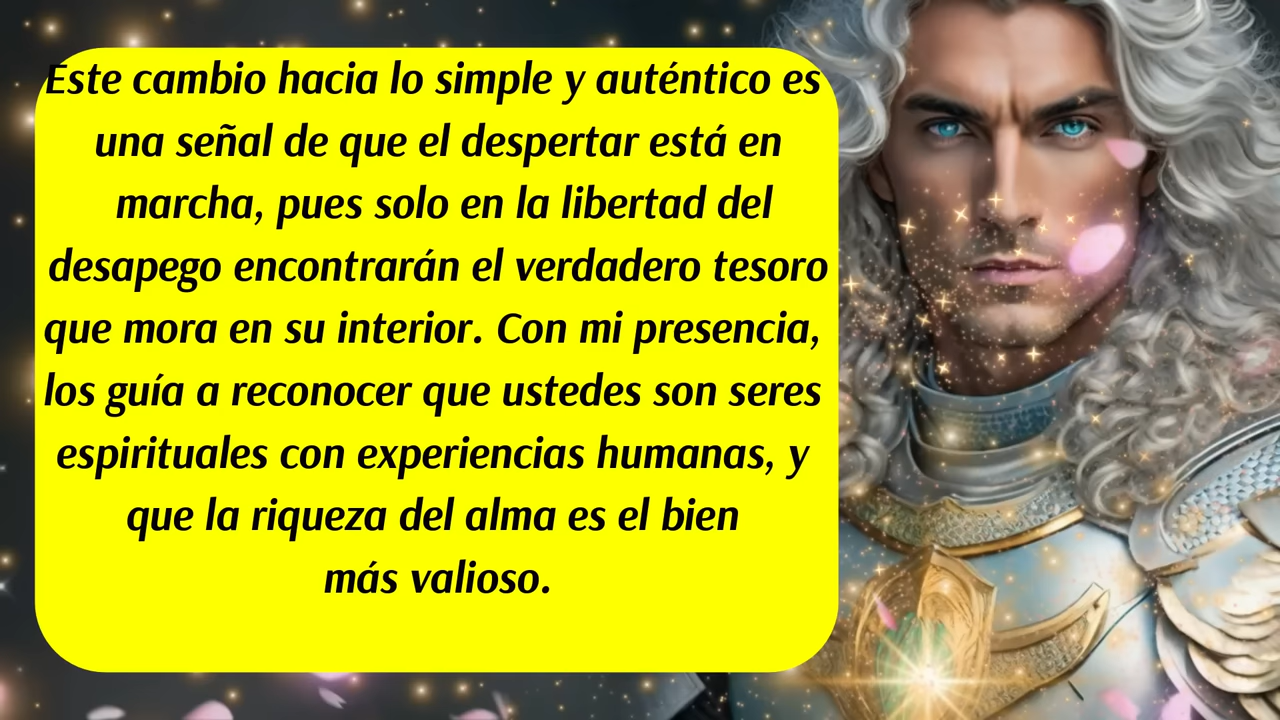 Este cambio hacia lo simple y auténtico es
una señal de que el despertar está en
marcha, pues solo en la libertad del
desapego encontrarán el verdadero tesoro
que mora en su interior. Con mi presencia,
los guía a reconocer que ustedes son seres
espirituales con experiencias humanas, y
que la riqueza del alma es el bien
más valioso.